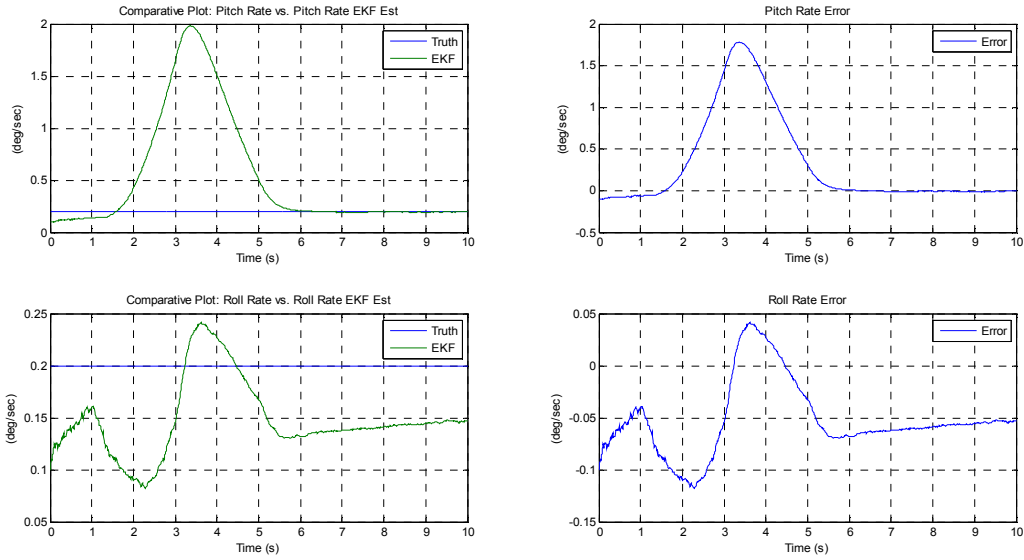 Comparative Plot: Pitch Rate vs. Pitch Rate EKF Est
2
1.5
1
0.5
0
(deg/sec)
Truth
EKF
0 1 2 3 4 5 6 7 8 9 10
Time (s)
Pitch Rate Error
2
1.5
1
0.5
0
-0.5
(deg/sec)
Error
0 1 2 3 4 5 6 7 8 9 10
Time (s)
Comparative Plot: Roll Rate vs. Roll Rate EKF Est
0.25
0.2
0.15
0.1
0.05
(deg/sec)
Truth
EKF
0 1 2 3 4 5 6 7 8 9 10
Time (s)
Roll Rate Error
0.05
0
-0.05
-0.1
-0.15
(deg/sec)
Error
0 1 2 3 4 5 6 7 8 9 10
Time (s)